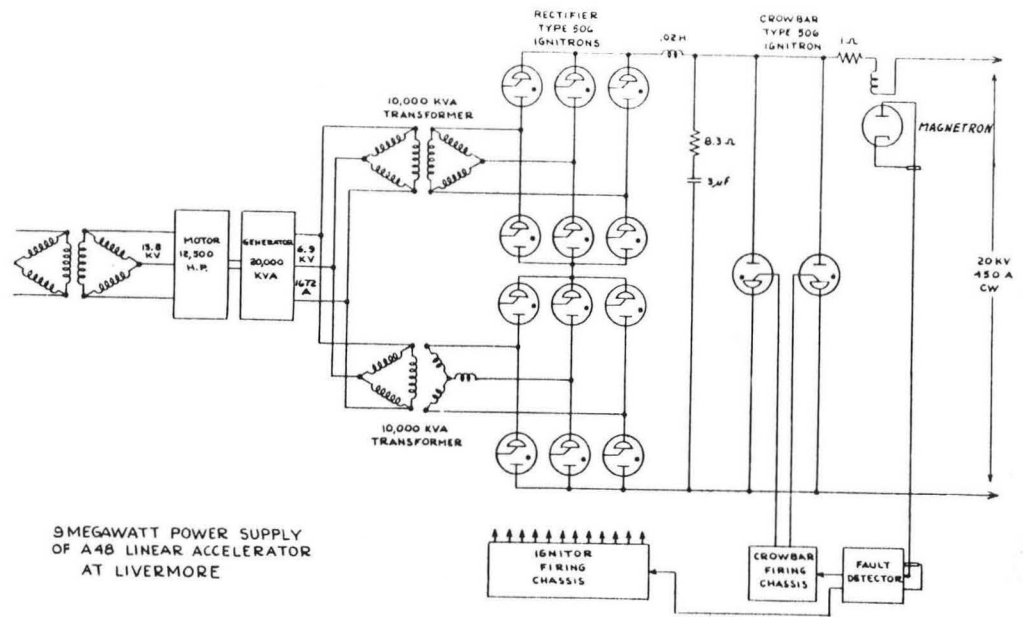 RECTIFIER
TYPE 506
IGNITRONS
.02H
CROWBAR
TYPE 506
IGNITRON
1 Ω
10,000 KVA
TRANSFORMER
8.3 Ω
3 μF
MAGNETRON
13.8
KV
MOTOR
12,500
H.P.
GENERATOR
20,000
KVA
6.9
KV
1672
A
20 KV
450 A
CW
10,000 KVA
TRANSFORMER
9 MEGAWATT POWER SUPPLY
OF A48 LINEAR ACCELERATOR
AT LIVERMORE
IGNITOR
FIRING
CHASSIS
CROWBAR
FIRING
CHASSIS
FAULT
DETECTOR